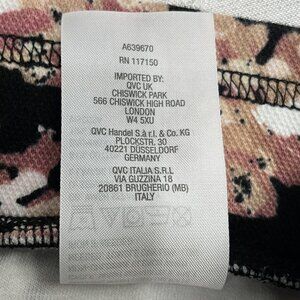 A639670
RN 117150
IMPORTED BY:
QVC UK
CHISWICK PARK
566 CHISWICK HIGH ROAD
LONDON
W4 5XU
QVC Handel S.à r.l. & Co. KG
PLOCKSTR. 30
40221 DÜSSELDORF
GERMANY
QVC ITALIA S.R.L
VIA GUZZINA 18
20861 BRUGHERIO (MB)
ITALY